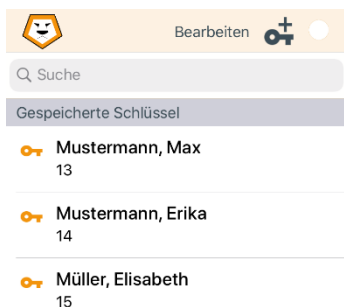 Bearbeiten
Suche
Gespeicherte Schlüssel
Mustermann, Max
13
Mustermann, Erika
14
Müller, Elisabeth
15